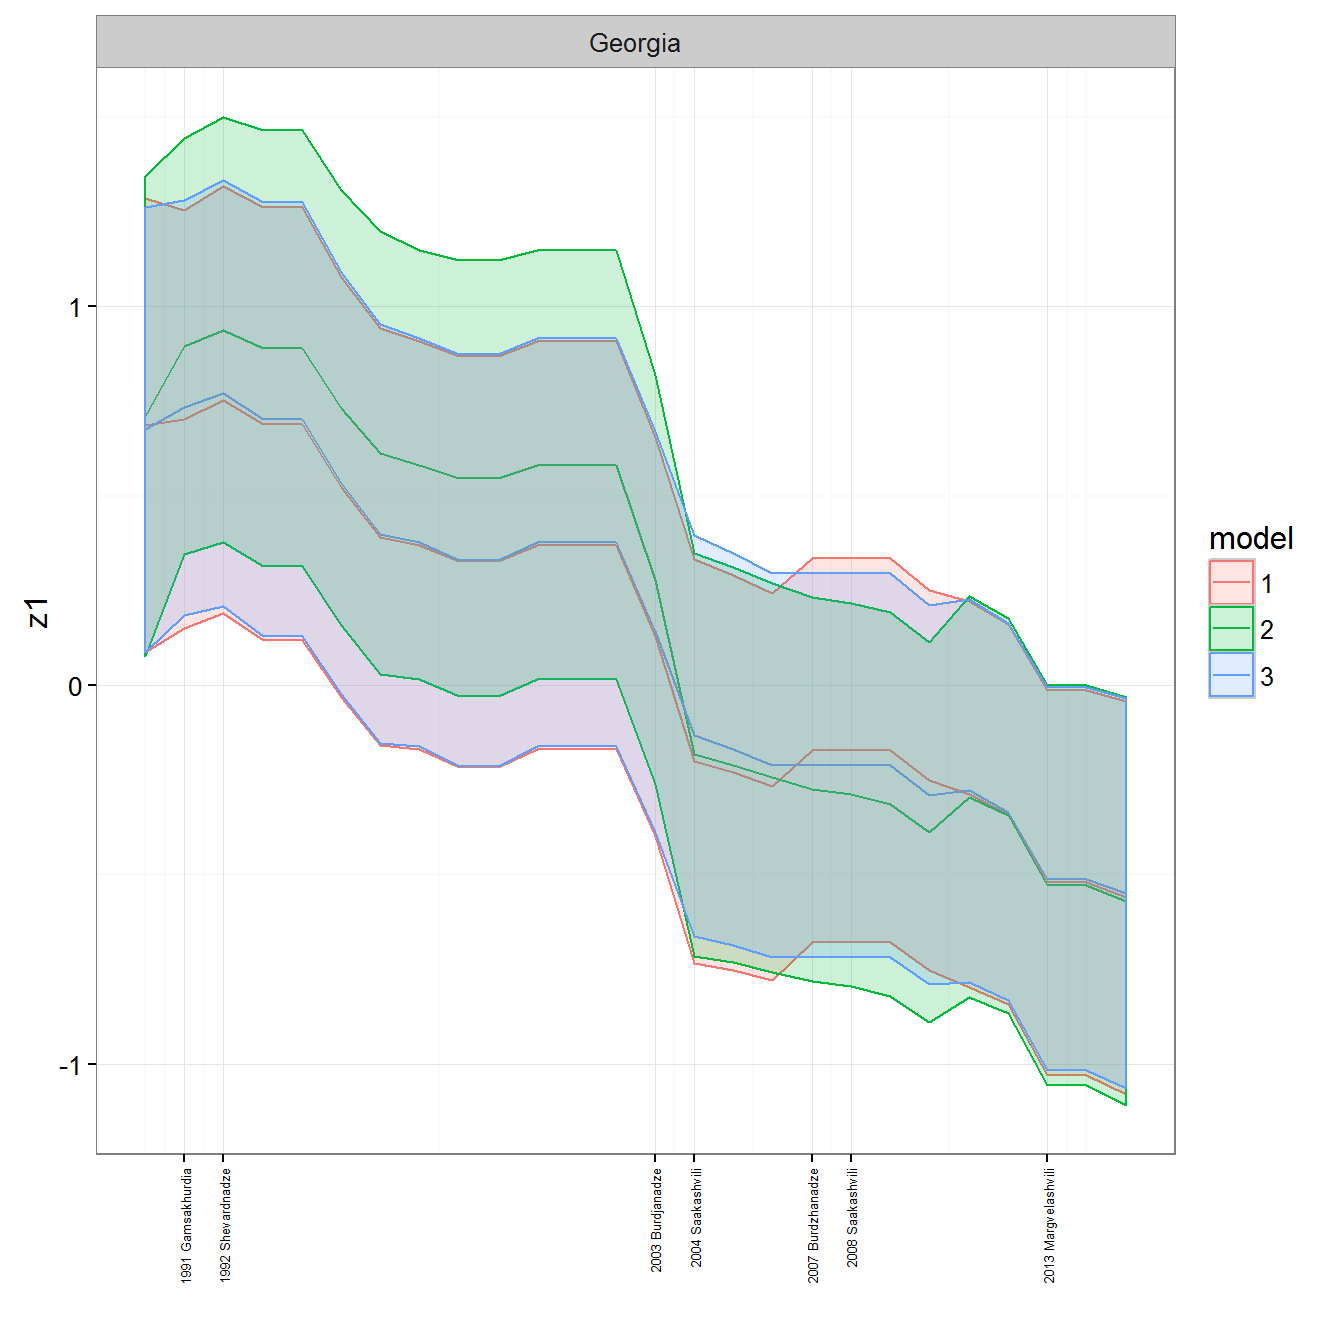 Georgia
z1
1
0
-1
1991 Gamsakhurdia
1992 Shevardnadze
2003 Burdjanadze
2004 Saakashvili
2007 Burdzhanadze
2008 Saakashvili
2013 Margvelashvili
model
1
2
3